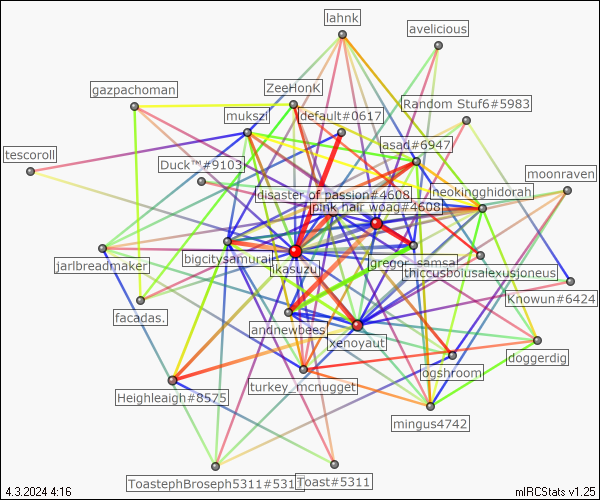 lahnk
avelicious
gazpachoman
ZeeHonK
Random Stuf6#5983
mukszi
default#0617
asad#6947
tescoroll
Duck™#9103
moonraven
disaster of passion#4608
neokingghidorah
pink hair woag#4608
jarlbreadmaker
bigcitysamurai
gregor_samsa
ikasuzu
thiccusboiusalexusjoneus
Knowun#6424
facadas.
andnewbees
xenoyaut
doggerdig
ogshroom
Heighleaigh#8575
turkey_mcnugget
mingus4742
ToastephBroseph5311#531
Toast#5311
4.3.2024 4:16
mIRCStats v1.25